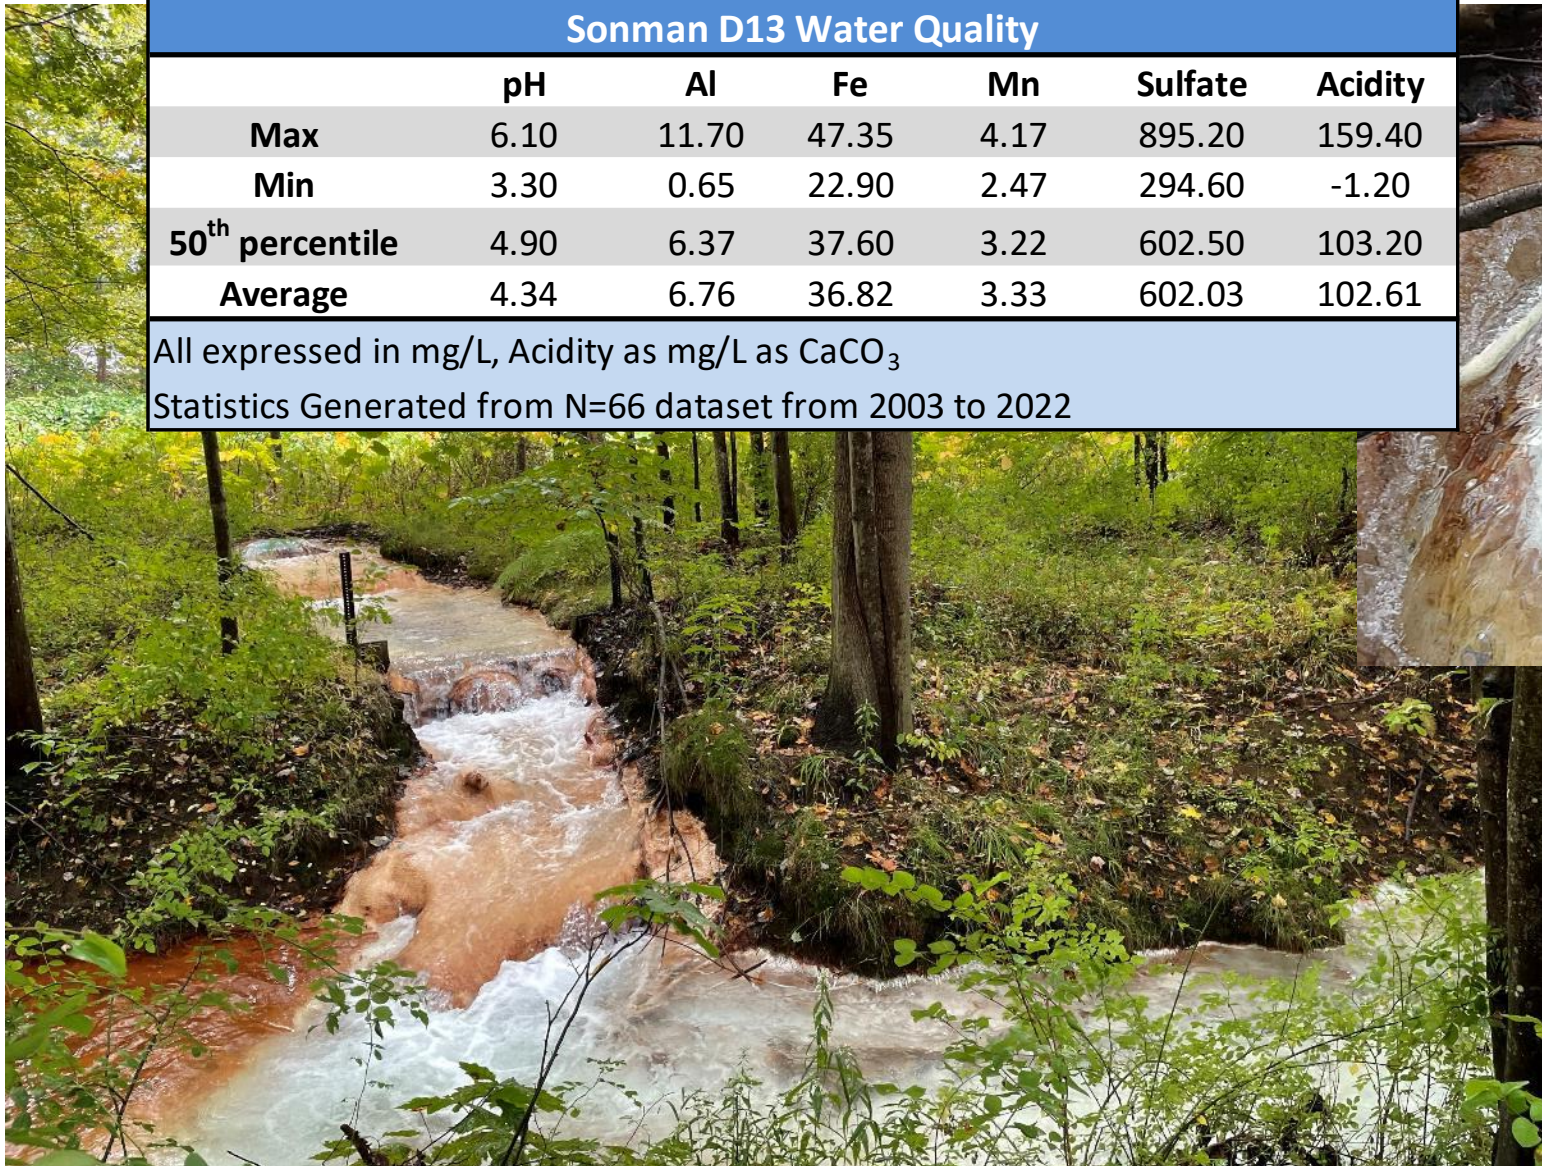 Sonman D13 Water Quality
pH Al Fe Mn Sulfate Acidity
Max 6.10 11.70 47.35 4.17 895.20 159.40
Min 3.30 0.65 22.90 2.47 294.60 -1.20
50th percentile 4.90 6.37 37.60 3.22 602.50 103.20
Average 4.34 6.76 36.82 3.33 602.03 102.61
All expressed in mg/L, Acidity as mg/L as CaCO₃
Statistics Generated from N=66 dataset from 2003 to 2022